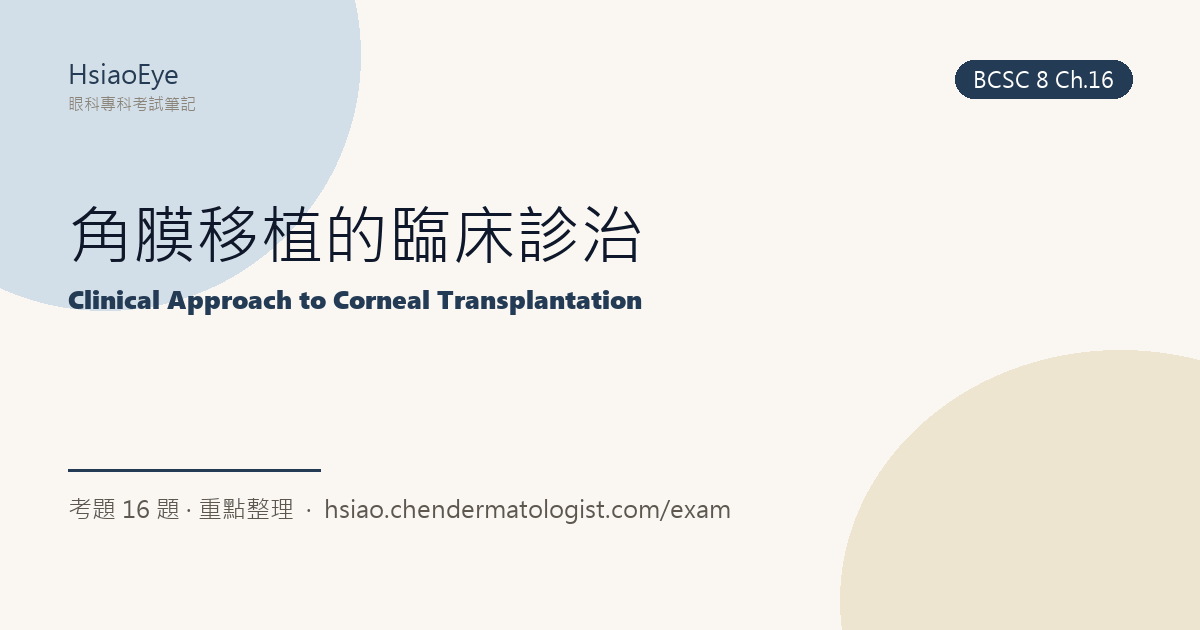 HsiaoEye
眼科專科考試筆記
BCSC 8 Ch.16
角膜移植的臨床診治
Clinical Approach to Corneal Transplantation
考題 16 題 · 重點整理 · hsiao.chendermatologist.com/exam